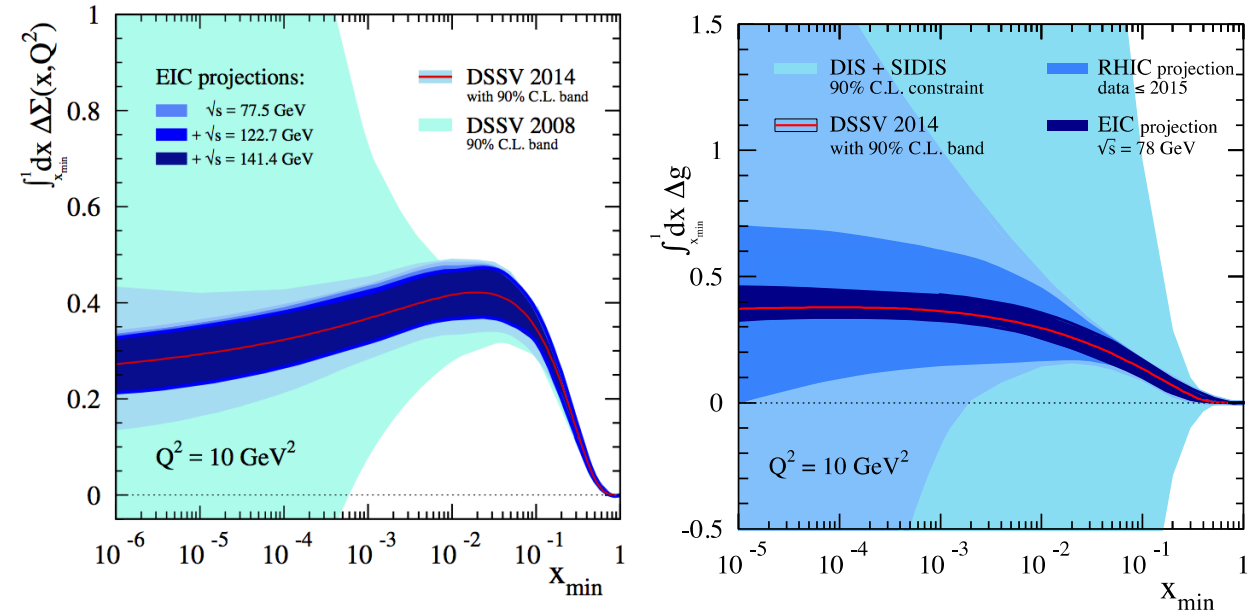 ∫_{x_min}^1 dx ΔΣ(x,Q²)
1
0.8
0.6
0.4
0.2
0
EIC projections:
√s = 77.5 GeV
+ √s = 122.7 GeV
+ √s = 141.4 GeV
DSSV 2014
with 90% C.L. band
DSSV 2008
90% C.L. band
Q² = 10 GeV²
10⁻⁶ 10⁻⁵ 10⁻⁴ 10⁻³ 10⁻² 10⁻¹ 1
x_min
∫_{x_min}^1 dx Δg
1.5
1
0.5
0
-0.5
DIS + SIDIS
90% C.L. constraint
DSSV 2014
with 90% C.L. band
RHIC projection
data ≤ 2015
EIC projection
√s = 78 GeV
Q² = 10 GeV²
10⁻⁵ 10⁻⁴ 10⁻³ 10⁻² 10⁻¹ 1
x_min